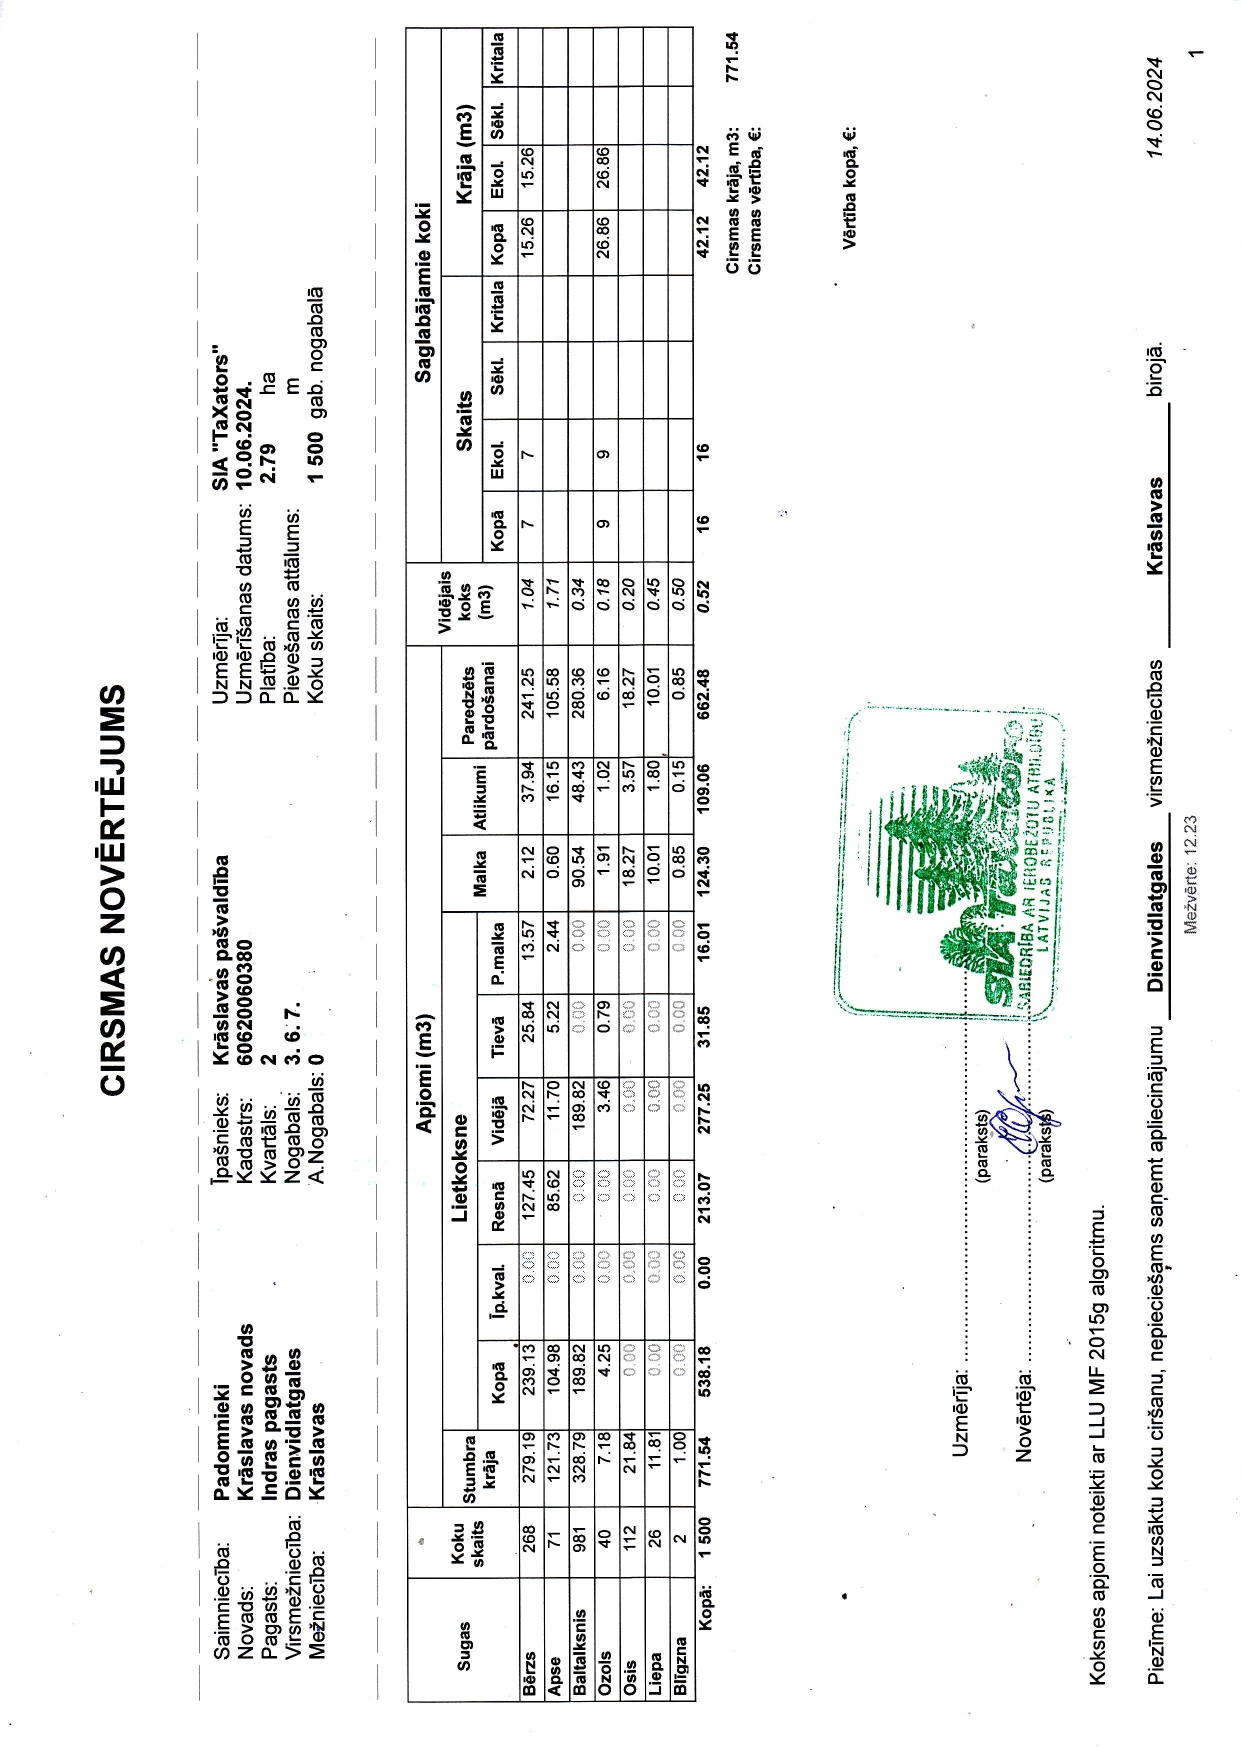 CIRSMAS NOVĒRTĒJUMS
Saimniecība: Padomnieki Īpašnieks: Krāslavas pašvaldība Uzmērīja: SIA "TaXators"
Novads: Krāslavas novads Kadastrs: 60620060380 Uzmērīšanas datums: 10.06.2024.
Pagasts: Indras pagasts Kvartāls: 2 Platība: 2.79 ha
Virsmežniecība: Dienvidlatgales Nogabals: 3. 6. 7. Pievešanas attālums: m
Mežniecība: Krāslavas A.Nogabals: 0 Koku skaits: 1 500 gab. nogabalā
Sugas Koku skaits Apjomi (m3) Vidējais koks (m3) Saglabājamie koki
Stumbra krāja Lietkoksne Malka Atlikumi Paredzēts pārdošanai Skaits Krāja (m3)
Kopā Īp.kval. Resnā Vidējā Tievā P.malka Kopā Ekol. Sēkl. Kritala Kopā Ekol. Sēkl. Kritala
Bērzs 268 279.19 239.13 0.00 127.45 72.27 25.84 13.57 2.12 37.94 241.25 1.04 7 7 15.26 15.26
Apse 71 121.73 104.98 0.00 85.62 11.70 5.22 2.44 0.60 16.15 105.58 1.71
Baltalksnis 981 328.79 189.82 0.00 0.00 189.82 0.00 0.00 90.54 48.43 280.36 0.34
Ozols 40 7.18 4.25 0.00 0.00 3.46 0.79 0.00 1.91 1.02 6.16 0.18 9 9 26.86 26.86
Osis 112 21.84 0.00 0.00 0.00 0.00 0.00 0.00 18.27 3.57 18.27 0.20
Liepa 26 11.81 0.00 0.00 0.00 0.00 0.00 0.00 10.01 1.80 10.01 0.45
Blīgzna 2 1.00 0.00 0.00 0.00 0.00 0.00 0.00 0.85 0.15 0.85 0.50
Kopā: 1 500 771.54 538.18 0.00 213.07 277.25 31.85 16.01 124.30 109.06 662.48 0.52 16 16 42.12 42.12
Cirsmas krāja, m3: 771.54
Cirsmas vērtība, €:
Vērtība kopā, €:
Uzmērīja:
(paraksts)
Novērtēja:
(paraksts)
SIA Taxators
SABIEDRĪBA AR IEROBEŽOTU ATBILDĪBU
LATVIJAS REPUBLIKA
Koksnes apjomi noteikti ar LLU MF 2015g algoritmu.
Piezīme: Lai uzsāktu koku ciršanu, nepieciešams saņemt apliecinājumu Dienvidlatgales virsmežniecības Krāslavas birojā. 14.06.2024
Mežvērte: 12.23
1